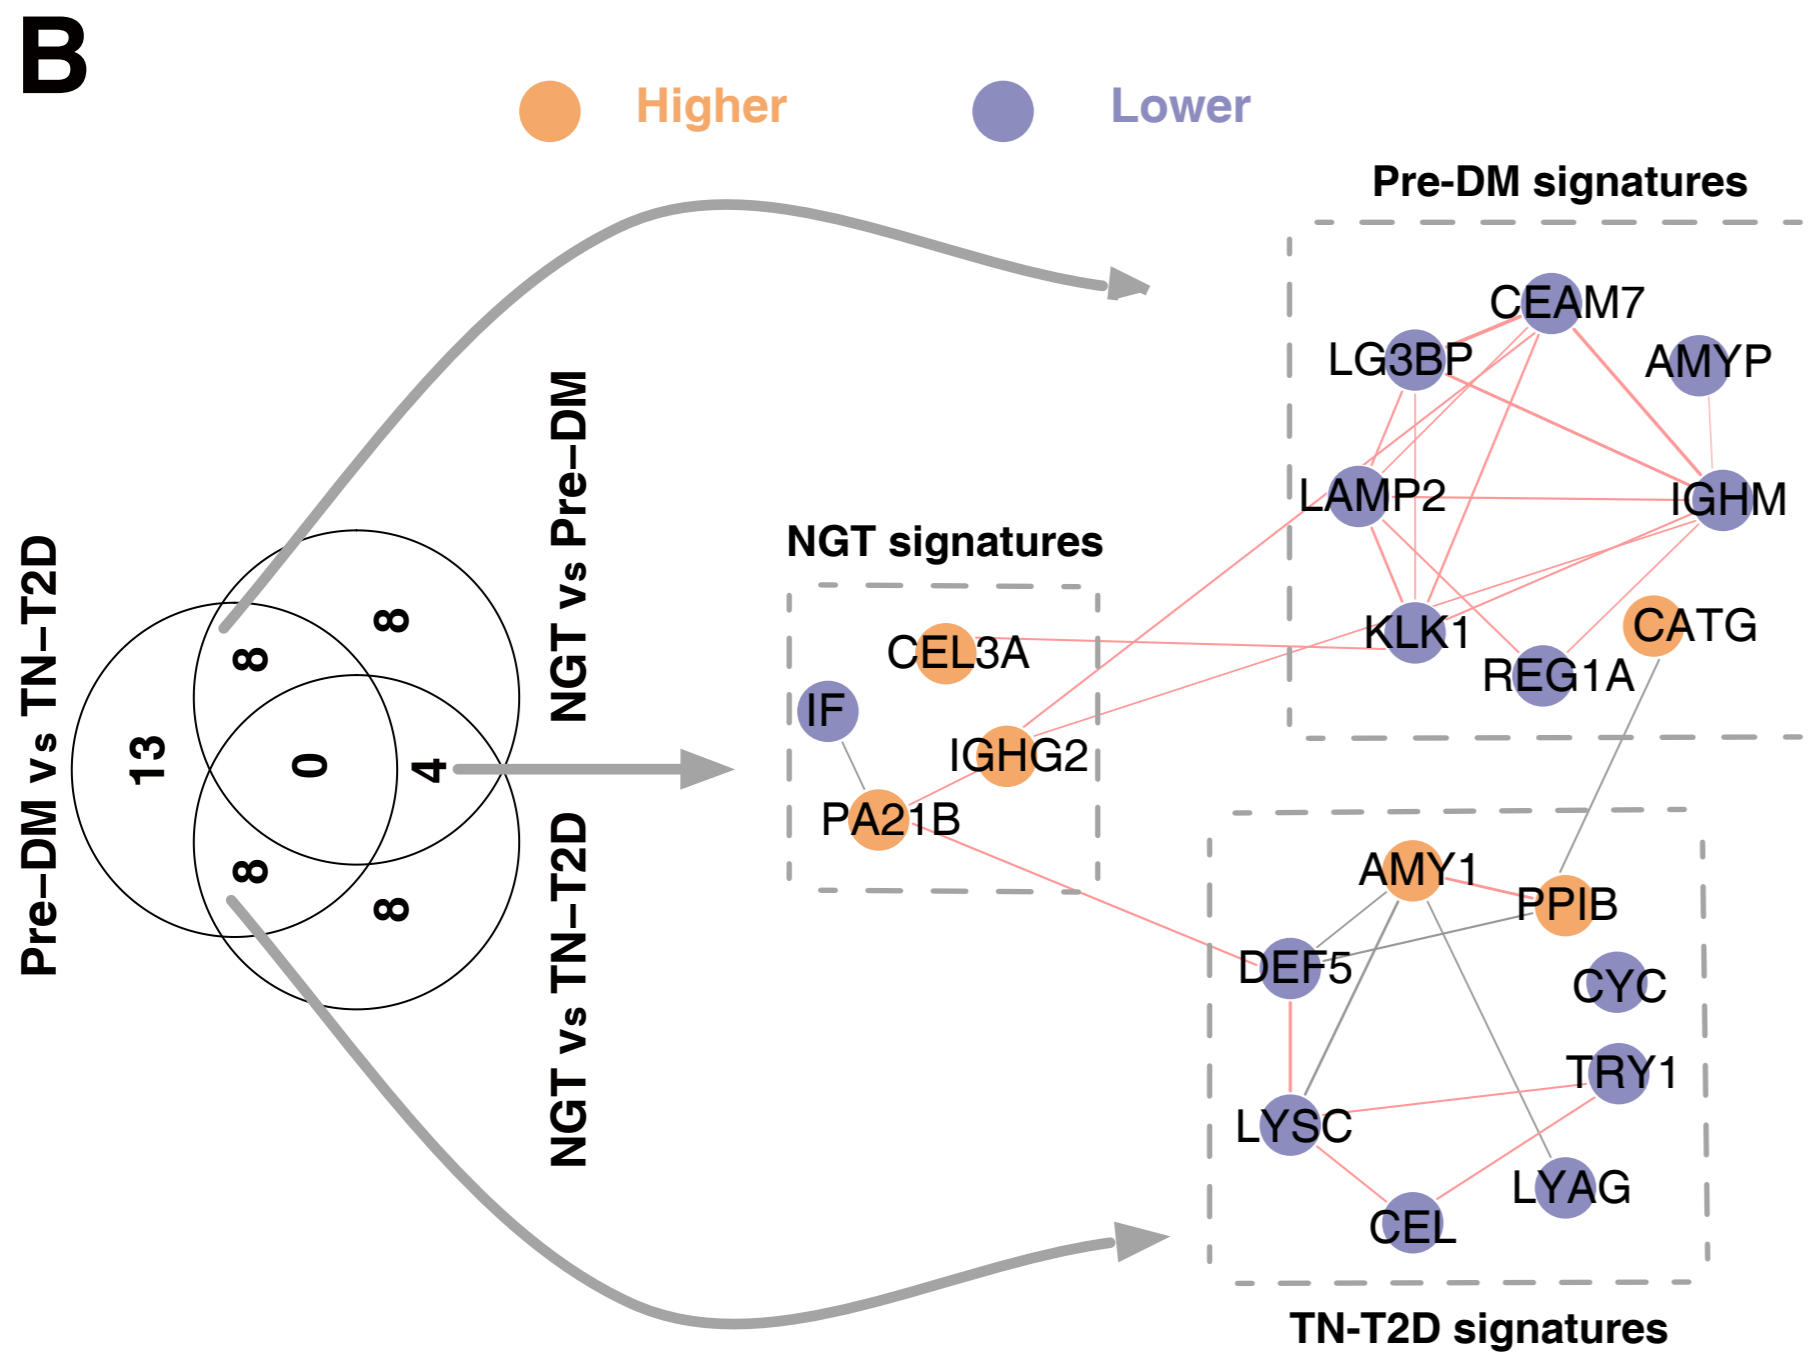 B
Higher
Lower
Pre-DM signatures
CEAM7
LG3BP
AMYP
LAMP2
IGHM
KLK1
REG1A
CATG
NGT signatures
CEL3A
IF
IGHG2
PA21B
Pre–DM vs TN–T2D
NGT vs Pre–DM
NGT vs TN–T2D
8
8
13
0
4
8
8
AMY1
PPIB
DEF5
CYC
TRY1
LYSC
LYAG
CEL
TN-T2D signatures